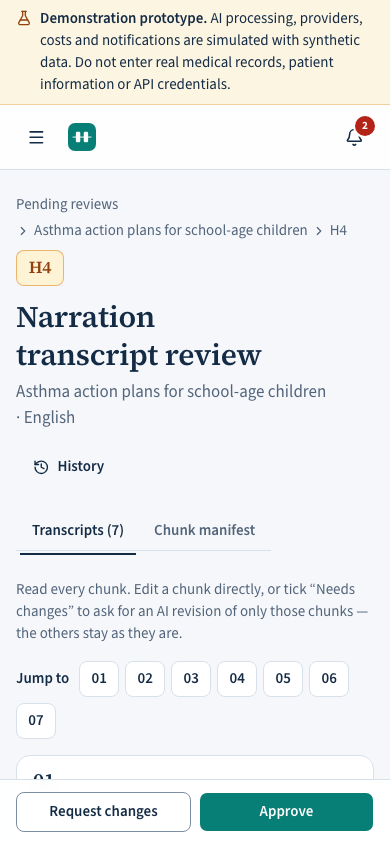 Demonstration prototype. AI processing, providers,
costs and notifications are simulated with synthetic
data. Do not enter real medical records, patient
information or API credentials.
2
Pending reviews
Asthma action plans for school-age children > H4
H4
Narration
transcript review
Asthma action plans for school-age children
· English
History
Transcripts (7)
Chunk manifest
Read every chunk. Edit a chunk directly, or tick “Needs
changes” to ask for an AI revision of only those chunks —
the others stay as they are.
Jump to 01 02 03 04 05 06
07
01
Request changes
Approve